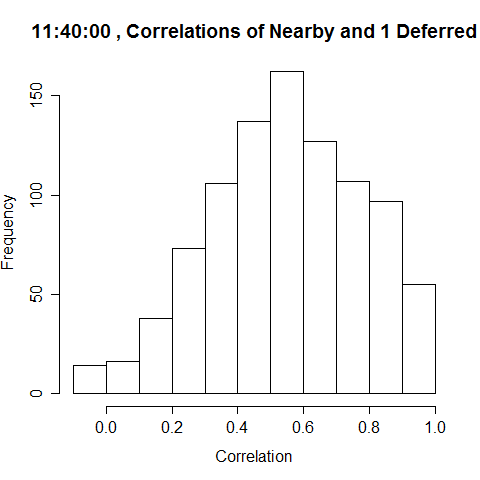 11:40:00 , Correlations of Nearby and 1 Deferred
Frequency
150
100
50
0
0.0 0.2 0.4 0.6 0.8 1.0
Correlation